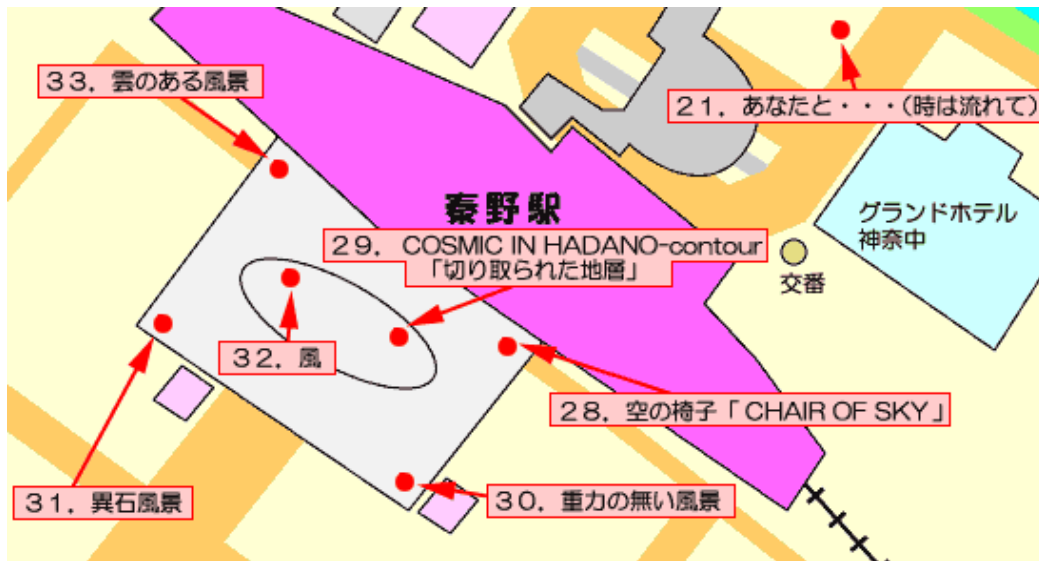 33．雲のある風景
21．あなたと・・・（時は流れて）
秦野駅
グランドホテル
神奈中
29．COSMIC IN HADANO-contour
「切り取られた地層」
交番
32．風
28．空の椅子「CHAIR OF SKY」
31．異石風景
30．重力の無い風景